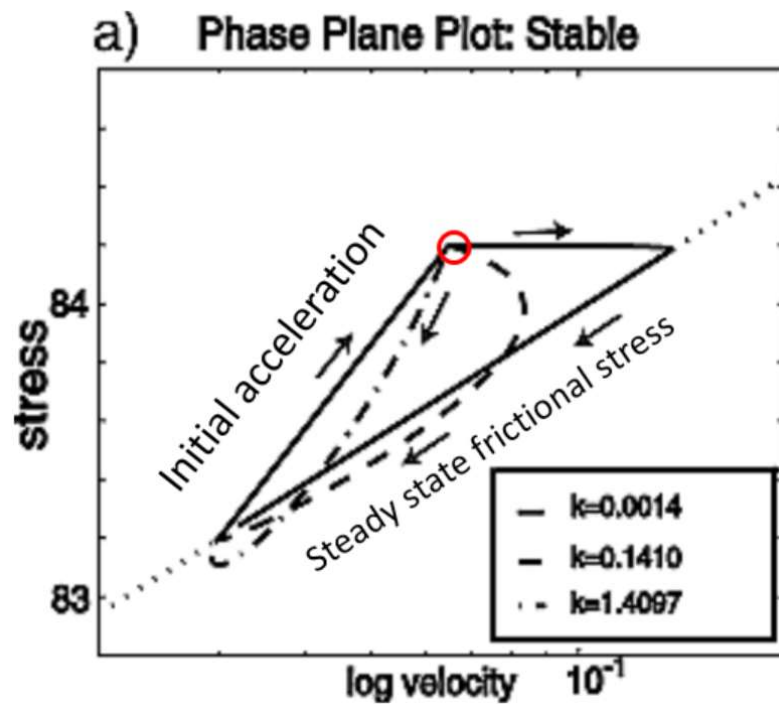 a) Phase Plane Plot: Stable
stress
84
83
Initial acceleration
Steady state frictional stress
k=0.0014
k=0.1410
k=1.4097
log velocity
10⁻¹